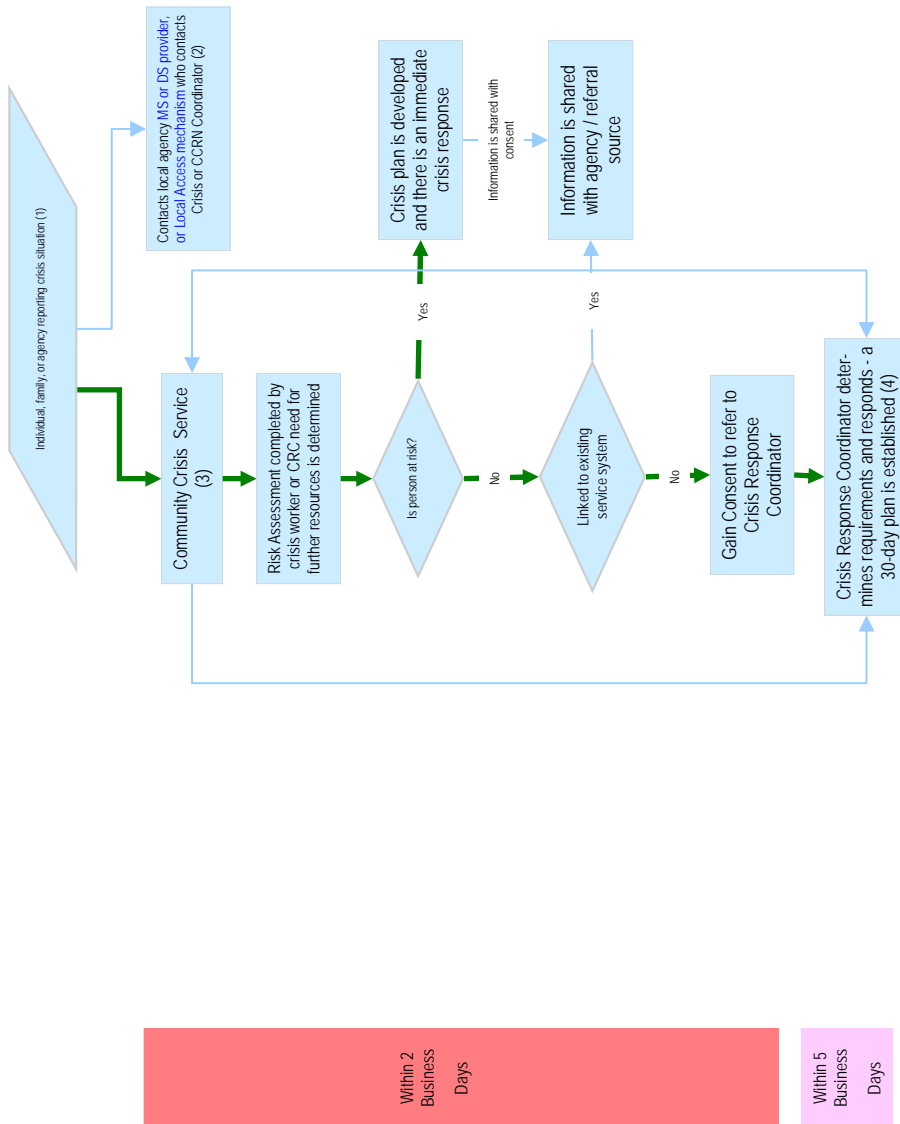 Individual, family, or agency reporting crisis situation (1)
Contacts local agency MS or DS provider,
or Local Access mechanism who contacts
Crisis or CCRN Coordinator (2)
Community Crisis Service
(3)
Risk Assessment completed by
crisis worker or CRC need for
further resources is determined
Is person at risk?
Yes
Crisis plan is developed
and there is an immediate
crisis response
Information is shared with
consent
No
Linked to existing
service system
Yes
Information is shared
with agency / referral
source
No
Gain Consent to refer to
Crisis Response
Coordinator
Crisis Response Coordinator deter-
mines requirements and responds - a
30-day plan is established (4)
Within 2
Business
Days
Within 5
Business
Days